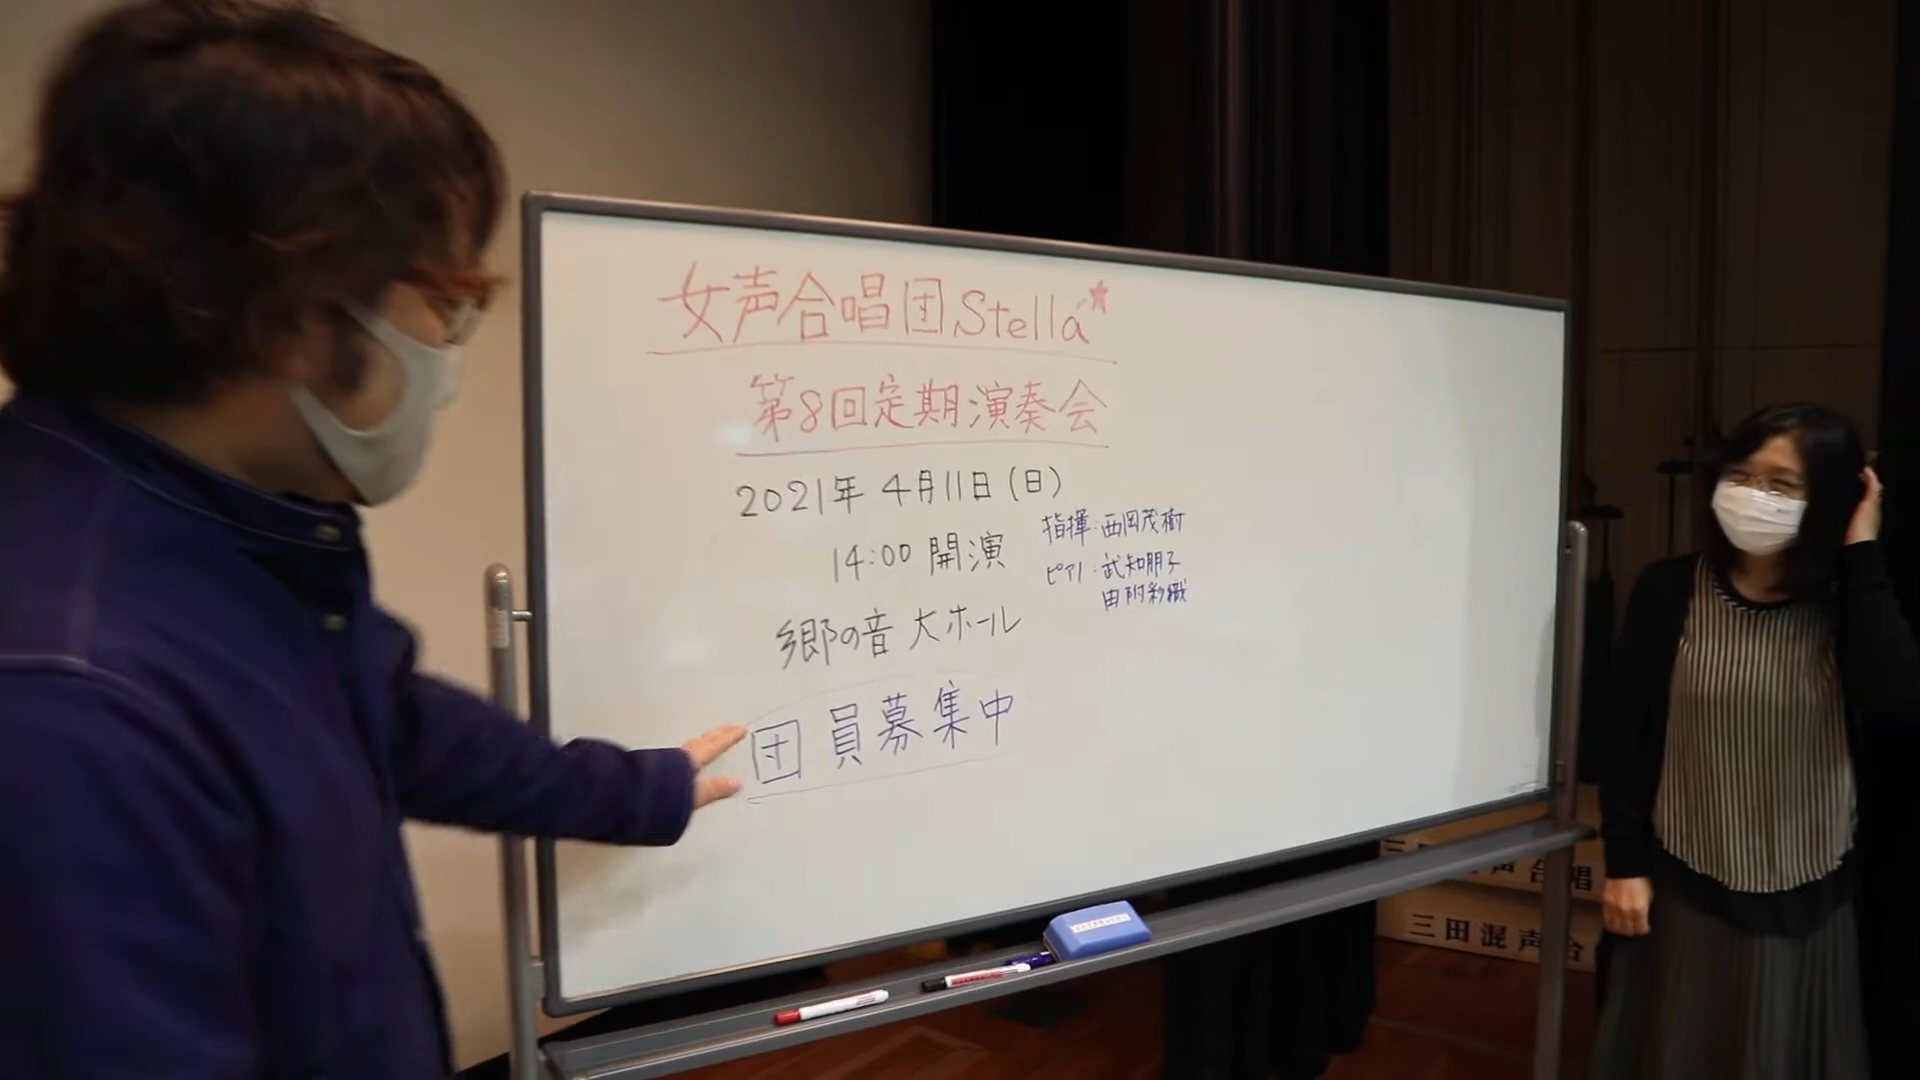 女声合唱団Stella★
第8回定期演奏会
2021年 4月11日(日)
14:00 開演
指揮:西岡茂樹
ピアノ:武知朋子
由附彩織
郷の音 大ホール
団員募集中
三田混声合